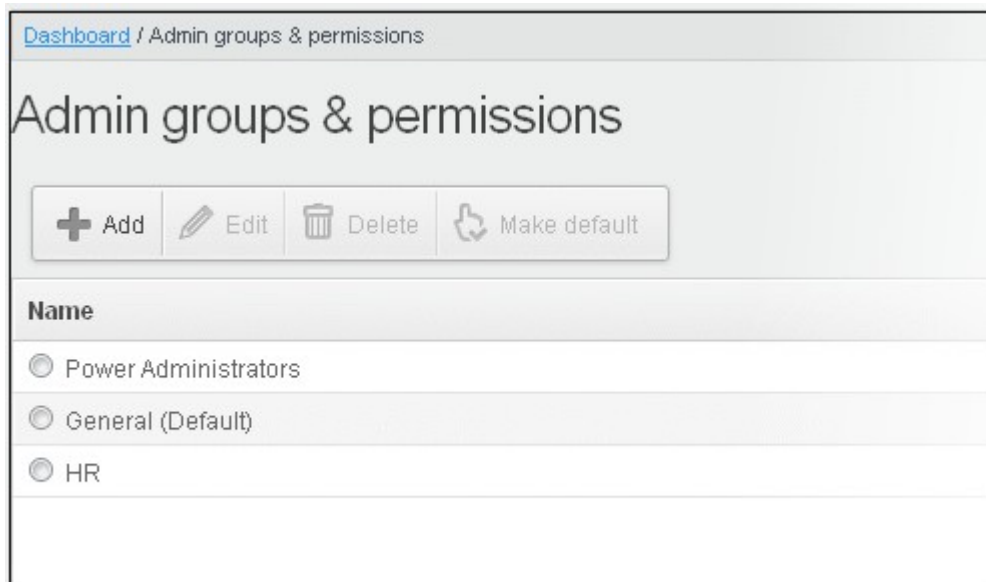 Dashboard / Admin groups & permissions
Admin groups & permissions
Add Edit Delete Make default
Name
Power Administrators
General (Default)
HR